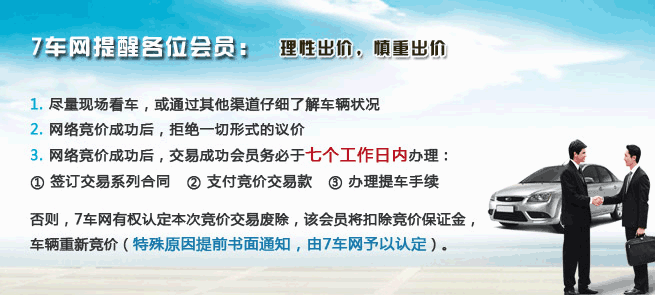 7车网提醒各位会员： 理性出价，慎重出价
1. 尽量现场看车，或通过其他渠道仔细了解车辆状况
2. 网络竞价成功后，拒绝一切形式的议价
3. 网络竞价成功后，交易成功会员务必于七个工作日内办理：
① 签订交易系列合同 ② 支付竞价交易款 ③ 办理提车手续
否则，7车网有权认定本次竞价交易废除，该会员将扣除竞价保证金，
车辆重新竞价（特殊原因提前书面通知，由7车网予以认定）。